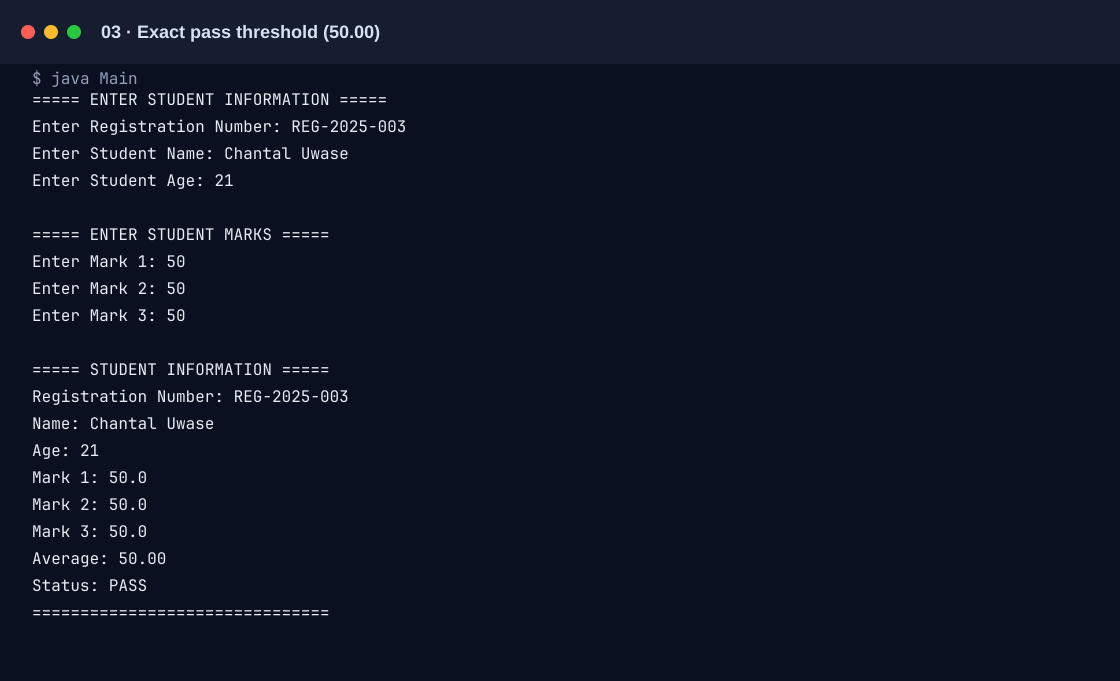 03 · Exact pass threshold (50.00)
$ java Main
===== ENTER STUDENT INFORMATION =====
Enter Registration Number: REG-2025-003
Enter Student Name: Chantal Uwase
Enter Student Age: 21
===== ENTER STUDENT MARKS =====
Enter Mark 1: 50
Enter Mark 2: 50
Enter Mark 3: 50
===== STUDENT INFORMATION =====
Registration Number: REG-2025-003
Name: Chantal Uwase
Age: 21
Mark 1: 50.0
Mark 2: 50.0
Mark 3: 50.0
Average: 50.00
Status: PASS
===============================